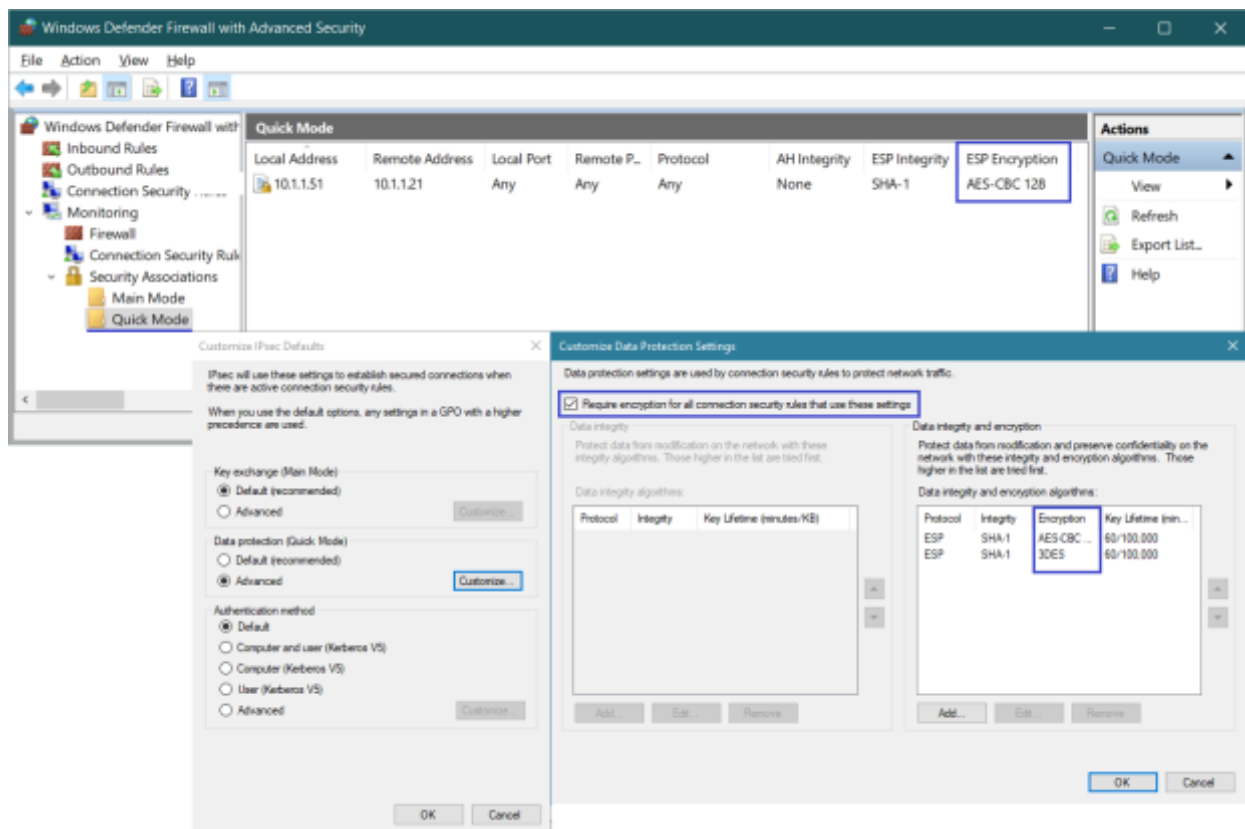 Windows Defender Firewall with Advanced Security
File Action View Help
Windows Defender Firewall with
Inbound Rules
Outbound Rules
Connection Security
Monitoring
Firewall
Connection Security Rul
Security Associations
Main Mode
Quick Mode
Quick Mode
Local Address Remote Address Local Port Remote P... Protocol AH Integrity ESP Integrity ESP Encryption
10.1.1.51 10.1.1.21 Any Any Any None SHA-1 AES-CBC 128
Actions
Quick Mode
View
Refresh
Export List...
Help
Customize IPsec Defaults
IPsec will use these settings to establish secured connections when
there are active connection security rules.
When you use the default options, any settings in a GPO with a higher
precedence are used.
Key exchange (Main Mode)
Default (recommended)
Advanced
Customize...
Data protection (Quick Mode)
Default (recommended)
Advanced
Customize...
Authentication method
Default
Computer and user (Kerberos V5)
Computer (Kerberos V5)
User (Kerberos V5)
Advanced
Customize...
OK Cancel
Customize Data Protection Settings
Data protection settings are used by connection security rules to protect network traffic.
Require encryption for all connection security rules that use these settings
Data integrity
Protect data from modification on the network with these
integrity algorithms. Those higher in the list are tried first.
Data integrity algorithms:
Protocol Integrity Key Lifetime (minutes/KB)
Add... Edit... Remove
Data integrity and encryption
Protect data from modification and preserve confidentiality on the
network with these integrity and encryption algorithms. Those
higher in the list are tried first.
Data integrity and encryption algorithms:
Protocol Integrity Encryption Key Lifetime (min...
ESP SHA-1 AES-CBC ... 60/100.000
ESP SHA-1 3DES 60/100.000
Add... Edit... Remove
OK Cancel